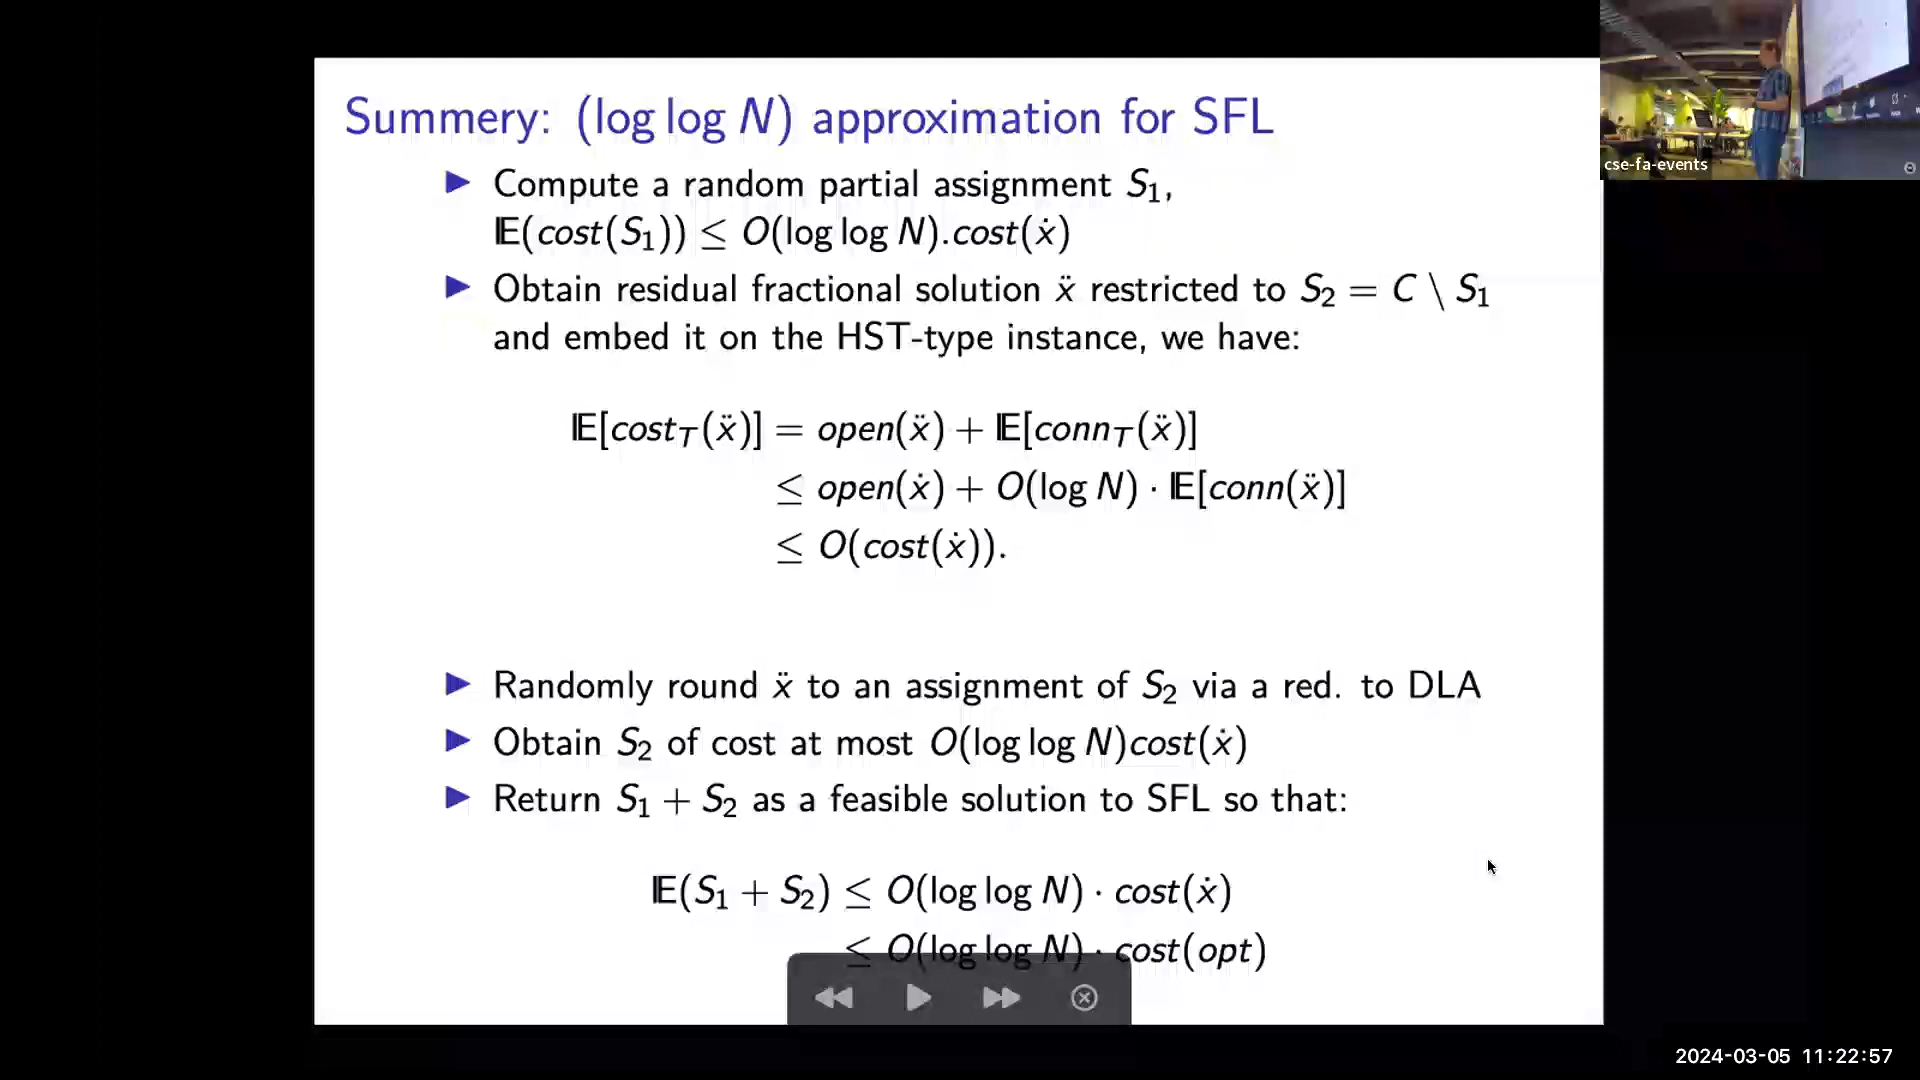 Summery: (log log N) approximation for SFL
▶ Compute a random partial assignment S₁,
𝔼(cost(S₁)) ≤ O(log log N).cost(ẋ)
▶ Obtain residual fractional solution ẍ restricted to S₂ = C \ S₁
and embed it on the HST-type instance, we have:
𝔼[cost_T(ẍ)] = open(ẍ) + 𝔼[conn_T(ẍ)]
≤ open(ẋ) + O(log N) · 𝔼[conn(ẍ)]
≤ O(cost(ẋ)).
▶ Randomly round ẍ to an assignment of S₂ via a red. to DLA
▶ Obtain S₂ of cost at most O(log log N)cost(ẋ)
▶ Return S₁ + S₂ as a feasible solution to SFL so that:
𝔼(S₁ + S₂) ≤ O(log log N) · cost(ẋ)
≤ O(log log N) · cost(opt)
cse-fa-events
2024-03-05 11:22:57